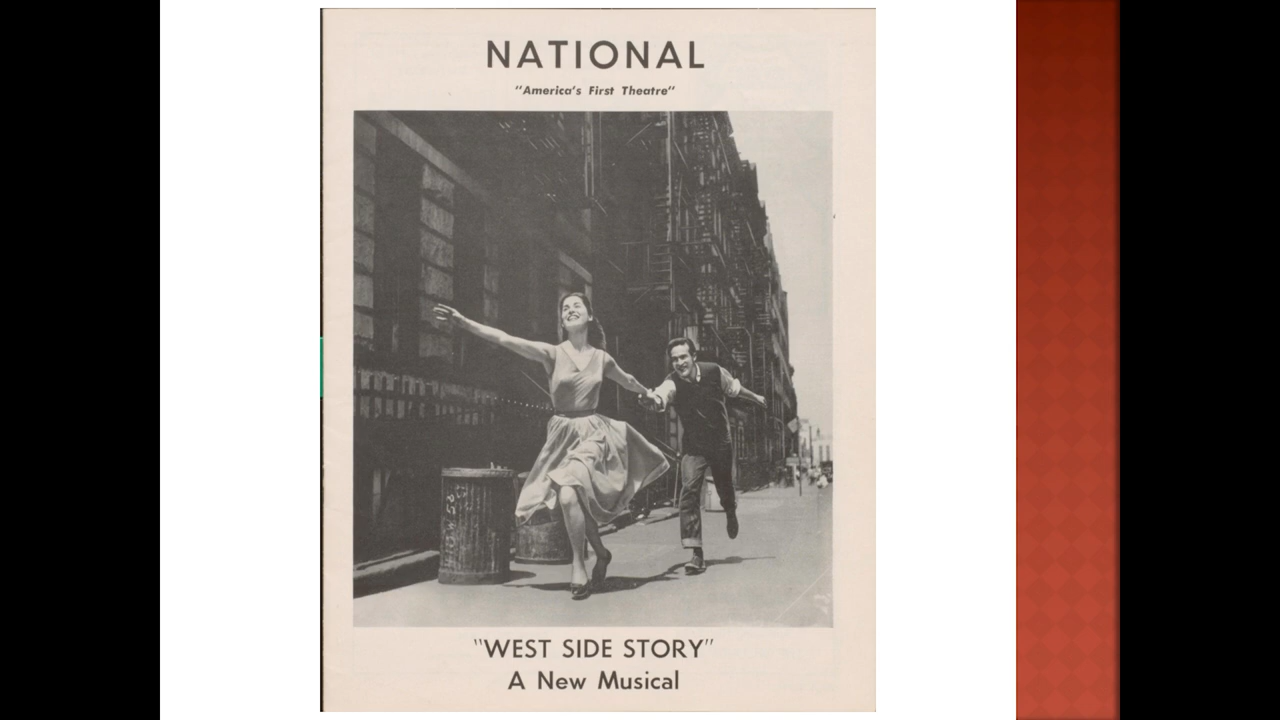 NATIONAL
"America's First Theatre"
"WEST SIDE STORY"
A New Musical